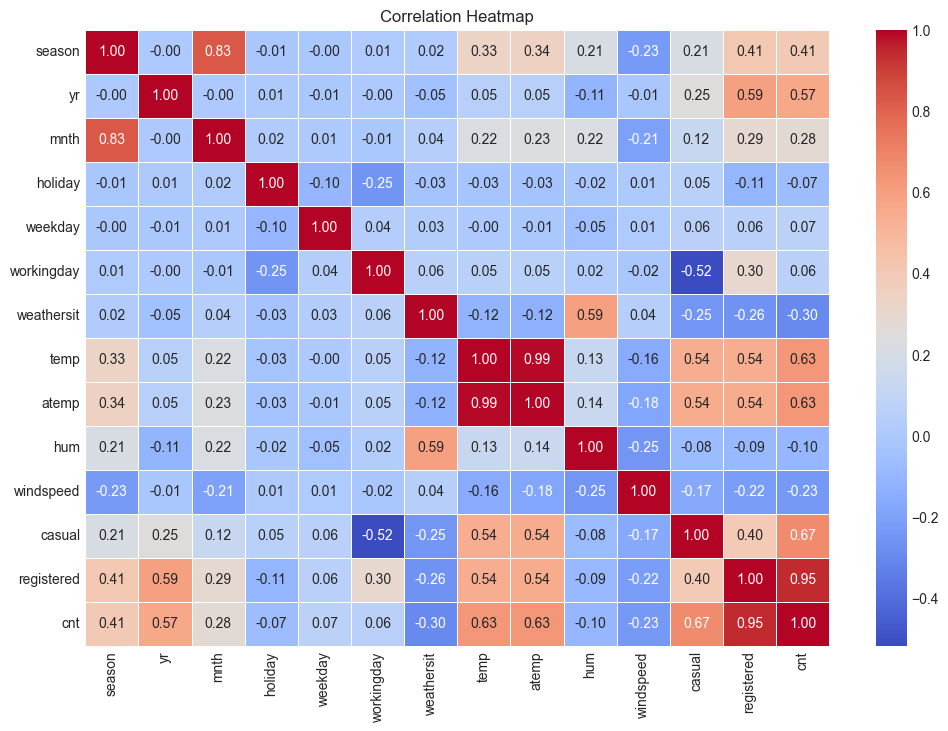 Correlation Heatmap
season 1.00 -0.00 0.83 -0.01 -0.00 0.01 0.02 0.33 0.34 0.21 -0.23 0.21 0.41 0.41
yr -0.00 1.00 -0.00 0.01 -0.01 -0.00 -0.05 0.05 0.05 -0.11 -0.01 0.25 0.59 0.57
mnth 0.83 -0.00 1.00 0.02 0.01 -0.01 0.04 0.22 0.23 0.22 -0.21 0.12 0.29 0.28
holiday -0.01 0.01 0.02 1.00 -0.10 -0.25 -0.03 -0.03 -0.03 -0.02 0.01 0.05 -0.11 -0.07
weekday -0.00 -0.01 0.01 -0.10 1.00 0.04 0.03 -0.00 -0.01 -0.05 0.01 0.06 0.06 0.07
workingday 0.01 -0.00 -0.01 -0.25 0.04 1.00 0.06 0.05 0.05 0.02 -0.02 -0.52 0.30 0.06
weathersit 0.02 -0.05 0.04 -0.03 0.03 0.06 1.00 -0.12 -0.12 0.59 0.04 -0.25 -0.26 -0.30
temp 0.33 0.05 0.22 -0.03 -0.00 0.05 -0.12 1.00 0.99 0.13 -0.16 0.54 0.54 0.63
atemp 0.34 0.05 0.23 -0.03 -0.01 0.05 -0.12 0.99 1.00 0.14 -0.18 0.54 0.54 0.63
hum 0.21 -0.11 0.22 -0.02 -0.05 0.02 0.59 0.13 0.14 1.00 -0.25 -0.08 -0.09 -0.10
windspeed -0.23 -0.01 -0.21 0.01 0.01 -0.02 0.04 -0.16 -0.18 -0.25 1.00 -0.17 -0.22 -0.23
casual 0.21 0.25 0.12 0.05 0.06 -0.52 -0.25 0.54 0.54 -0.08 -0.17 1.00 0.40 0.67
registered 0.41 0.59 0.29 -0.11 0.06 0.30 -0.26 0.54 0.54 -0.09 -0.22 0.40 1.00 0.95
cnt 0.41 0.57 0.28 -0.07 0.07 0.06 -0.30 0.63 0.63 -0.10 -0.23 0.67 0.95 1.00
season yr mnth holiday weekday workingday weathersit temp atemp hum windspeed casual registered cnt
1.0
0.8
0.6
0.4
0.2
0.0
−0.2
−0.4